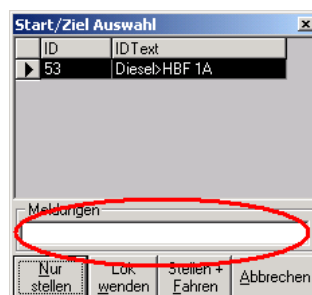 Start/Ziel Auswahl
ID IDText
53 Diesel>HBF 1A
Meldungen
Nur stellen
Lok wenden
Stellen + Fahren
Abbrechen